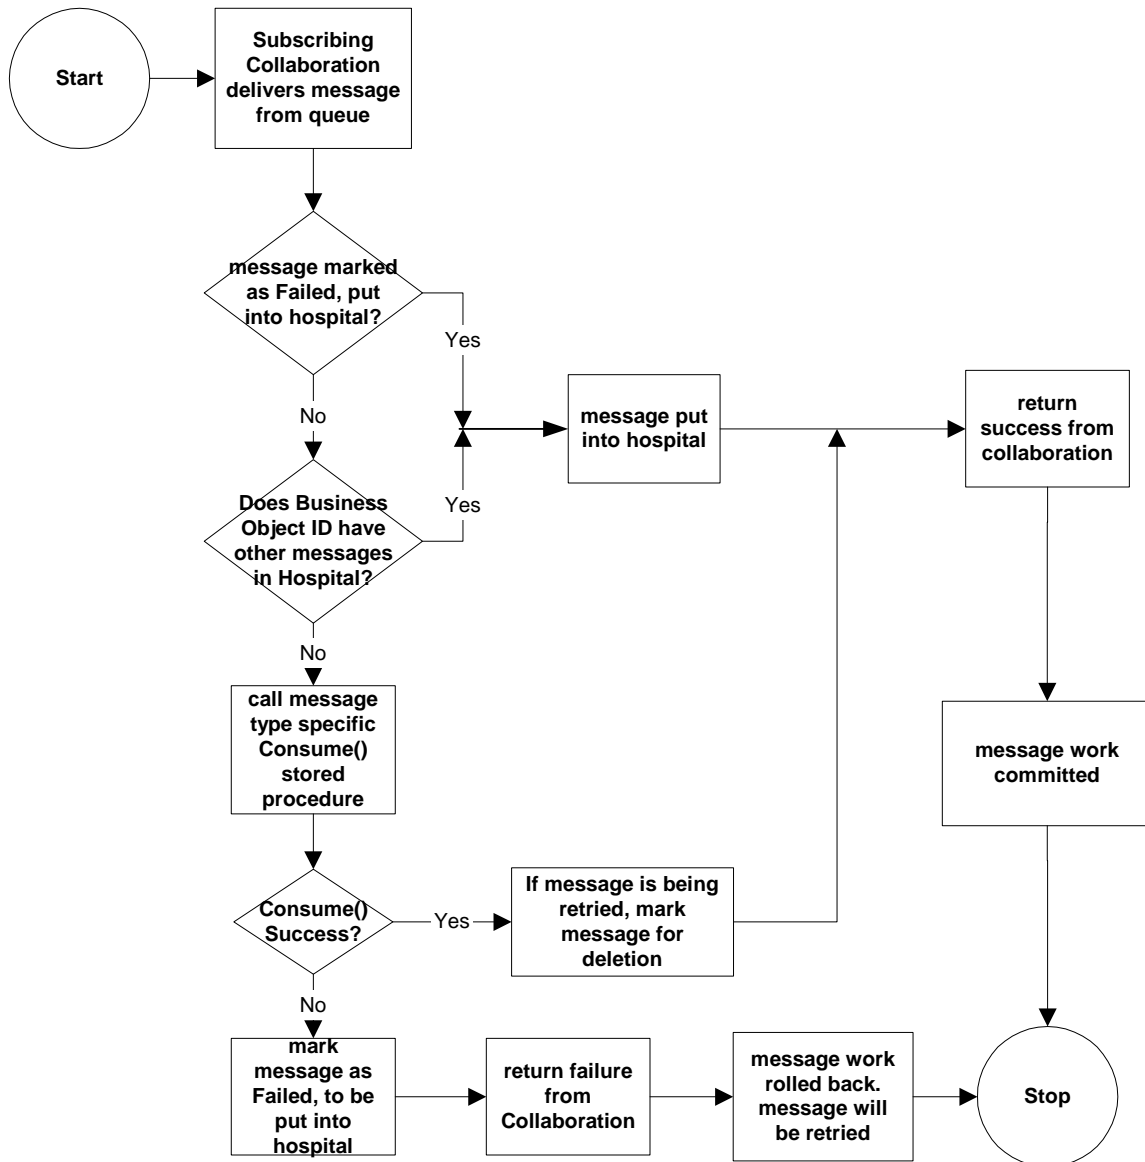 Start
Subscribing
Collaboration
delivers message
from queue
message marked
as Failed, put
into hospital?
Yes
No
message put
into hospital
return
success from
collaboration
Does Business
Object ID have
other messages
in Hospital?
Yes
No
call message
type specific
Consume()
stored
procedure
message work
committed
Consume()
Success?
Yes
If message is being
retried, mark
message for
deletion
No
mark
message as
Failed, to be
put into
hospital
return failure
from
Collaboration
message work
rolled back.
message will
be retried
Stop